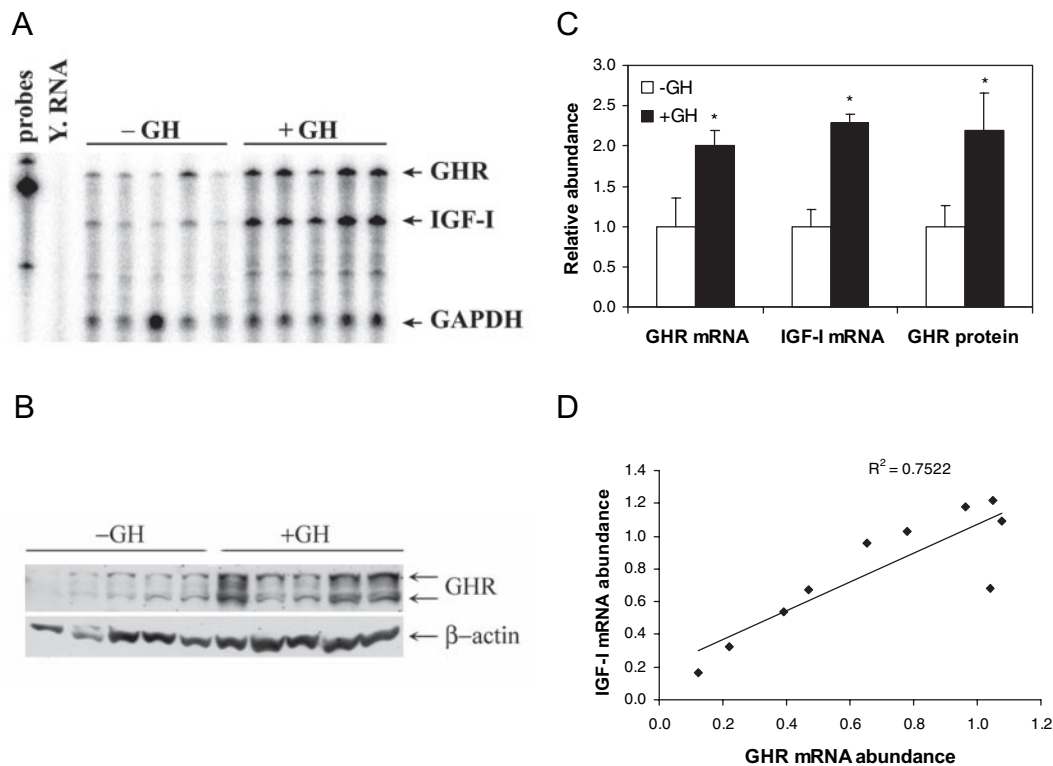 A
probes
Y. RNA
– GH
+ GH
GHR
IGF-I
GAPDH
B
–GH
+GH
GHR
β–actin
C
Relative abundance
3.0
2.5
2.0
1.5
1.0
0.5
0.0
-GH
+GH
*
*
*
GHR mRNA
IGF-I mRNA
GHR protein
D
R² = 0.7522
IGF-I mRNA abundance
1.4
1.2
1.0
0.8
0.6
0.4
0.2
0.0
0.0 0.2 0.4 0.6 0.8 1.0 1.2
GHR mRNA abundance